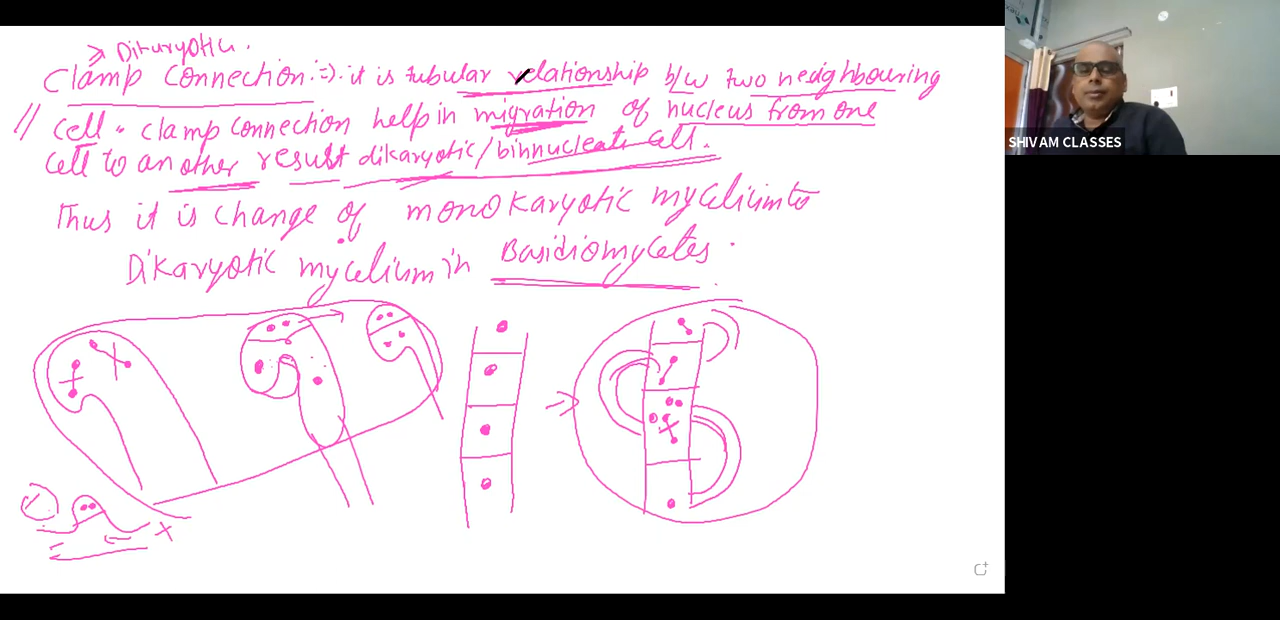 ⇒ Dikaryotic.
Clamp Connection :⇒. it is tubular relationship b/w two neighbouring
// cell. clamp connection help in migration of nucleus from one
cell to another result dikaryotic/binnucleate cell.
Thus it is change of monokaryotic mycelium to
Dikaryotic mycelium in Basidiomycetes.
SHIVAM CLASSES